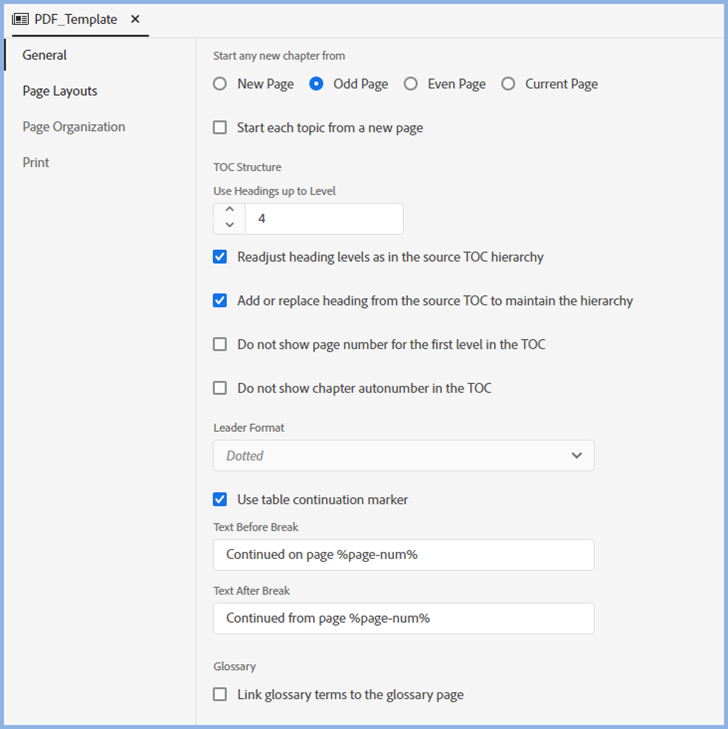 PDF_Template
General
Page Layouts
Page Organization
Print
Start any new chapter from
New Page Odd Page Even Page Current Page
Start each topic from a new page
TOC Structure
Use Headings up to Level
4
Readjust heading levels as in the source TOC hierarchy
Add or replace heading from the source TOC to maintain the hierarchy
Do not show page number for the first level in the TOC
Do not show chapter autonumber in the TOC
Leader Format
Dotted
Use table continuation marker
Text Before Break
Continued on page %page-num%
Text After Break
Continued from page %page-num%
Glossary
Link glossary terms to the glossary page